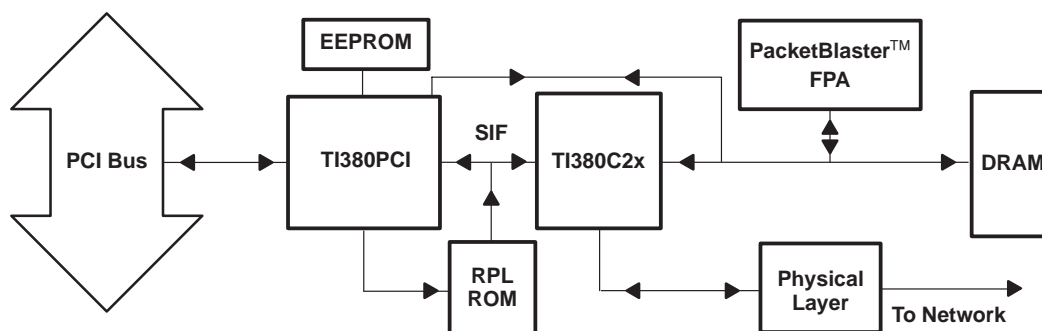 EEPROM
PacketBlaster™
FPA
PCI Bus
TI380PCI
SIF
TI380C2x
DRAM
RPL
ROM
Physical
Layer
To Network